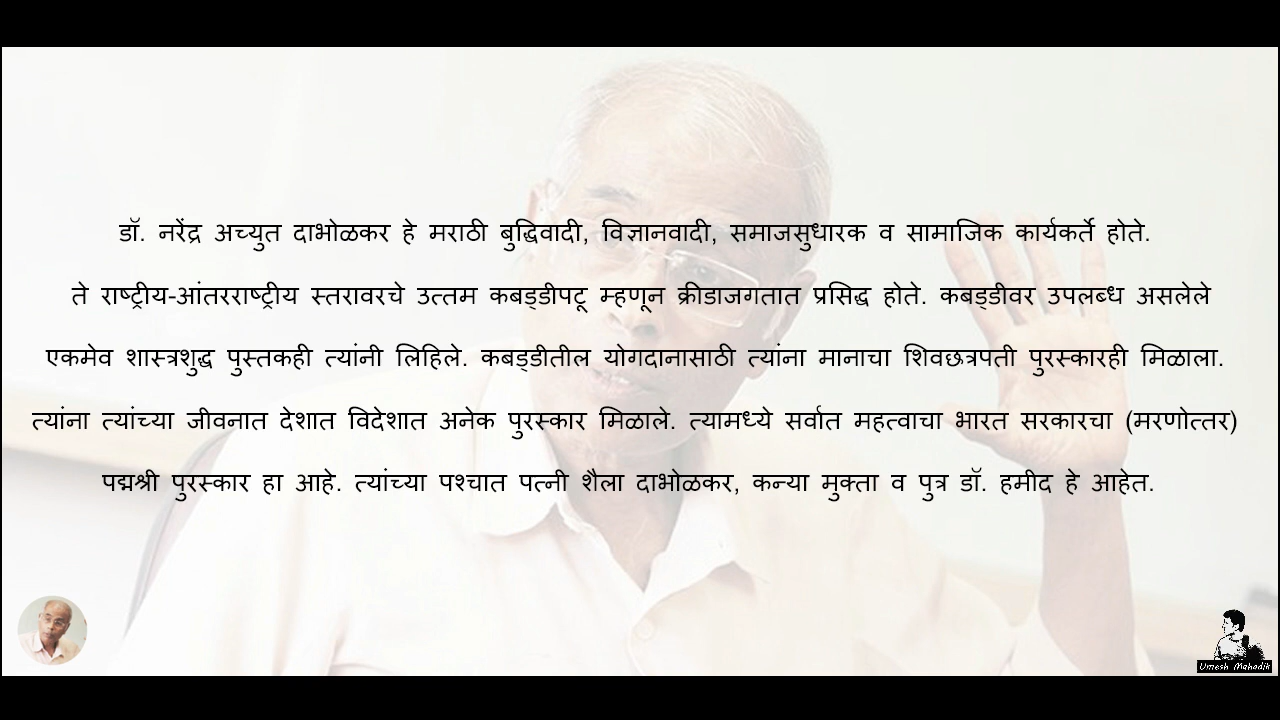 डॉ. नरेंद्र अच्युत दाभोळकर हे मराठी बुद्धिवादी, विज्ञानवादी, समाजसुधारक व सामाजिक कार्यकर्ते होते.
ते राष्ट्रीय-आंतरराष्ट्रीय स्तरावरचे उत्तम कबड्डीपटू म्हणून क्रीडाजगतात प्रसिद्ध होते. कबड्डीवर उपलब्ध असलेले
एकमेव शास्त्रशुद्ध पुस्तकही त्यांनी लिहिले. कबड्डीतील योगदानासाठी त्यांना मानाचा शिवछत्रपती पुरस्कारही मिळाला.
त्यांना त्यांच्या जीवनात देशात विदेशात अनेक पुरस्कार मिळाले. त्यामध्ये सर्वात महत्वाचा भारत सरकारचा (मरणोत्तर)
पद्मश्री पुरस्कार हा आहे. त्यांच्या पश्चात पत्नी शैला दाभोळकर, कन्या मुक्ता व पुत्र डॉ. हमीद हे आहेत.
Umesh Mahadik